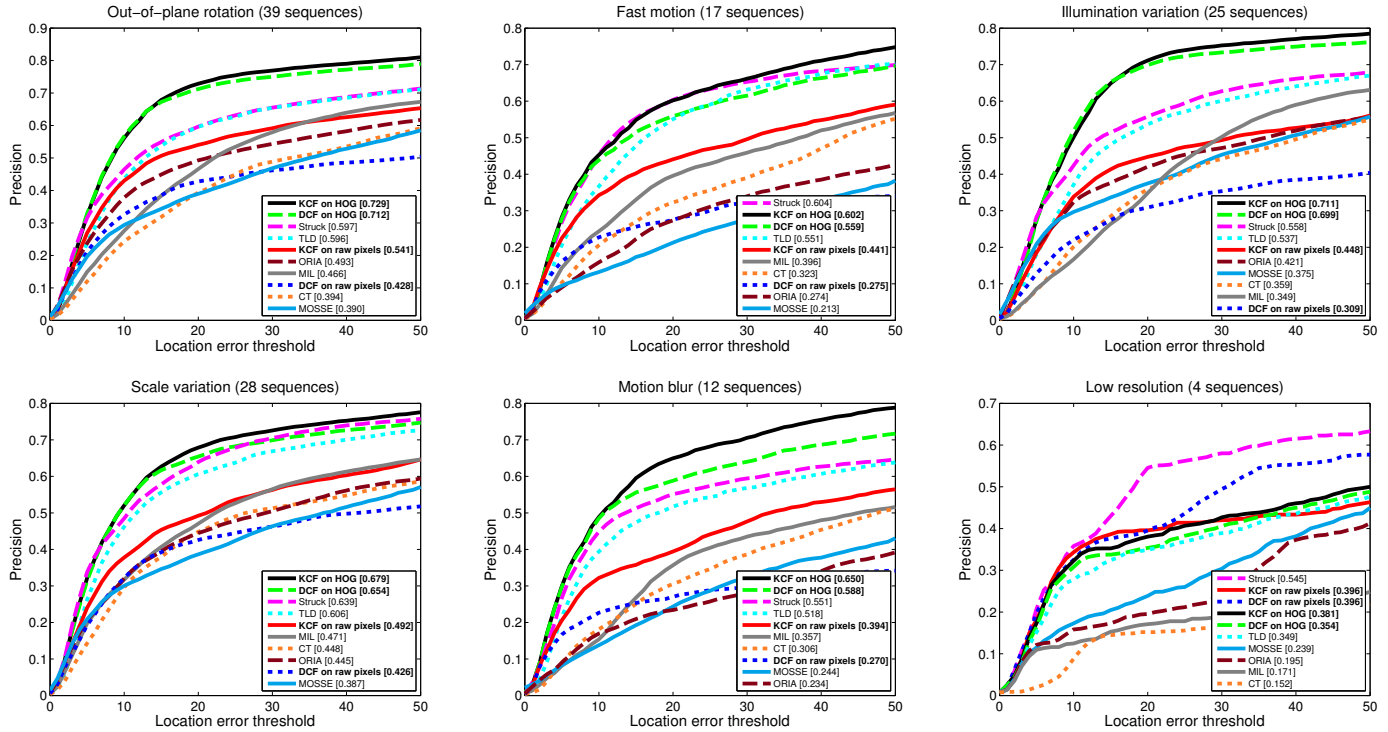 Out−of−plane rotation (39 sequences)
Precision
0.9
0.8
0.7
0.6
0.5
0.4
0.3
0.2
0.1
0
KCF on HOG [0.729]
DCF on HOG [0.712]
Struck [0.597]
TLD [0.596]
KCF on raw pixels [0.541]
ORIA [0.493]
MIL [0.466]
DCF on raw pixels [0.428]
CT [0.394]
MOSSE [0.390]
0 10 20 30 40 50
Location error threshold
Fast motion (17 sequences)
Precision
0.8
0.7
0.6
0.5
0.4
0.3
0.2
0.1
0
Struck [0.604]
KCF on HOG [0.602]
DCF on HOG [0.559]
TLD [0.551]
KCF on raw pixels [0.441]
MIL [0.396]
CT [0.323]
DCF on raw pixels [0.275]
ORIA [0.274]
MOSSE [0.213]
0 10 20 30 40 50
Location error threshold
Illumination variation (25 sequences)
Precision
0.8
0.7
0.6
0.5
0.4
0.3
0.2
0.1
0
KCF on HOG [0.711]
DCF on HOG [0.699]
Struck [0.558]
TLD [0.537]
KCF on raw pixels [0.448]
ORIA [0.421]
MOSSE [0.375]
CT [0.359]
MIL [0.349]
DCF on raw pixels [0.309]
0 10 20 30 40 50
Location error threshold
Scale variation (28 sequences)
Precision
0.8
0.7
0.6
0.5
0.4
0.3
0.2
0.1
0
KCF on HOG [0.679]
DCF on HOG [0.654]
Struck [0.639]
TLD [0.606]
KCF on raw pixels [0.492]
MIL [0.471]
CT [0.448]
ORIA [0.445]
DCF on raw pixels [0.426]
MOSSE [0.387]
0 10 20 30 40 50
Location error threshold
Motion blur (12 sequences)
Precision
0.8
0.7
0.6
0.5
0.4
0.3
0.2
0.1
0
KCF on HOG [0.650]
DCF on HOG [0.588]
Struck [0.551]
TLD [0.518]
KCF on raw pixels [0.394]
MIL [0.357]
CT [0.306]
DCF on raw pixels [0.270]
MOSSE [0.244]
ORIA [0.234]
0 10 20 30 40 50
Location error threshold
Low resolution (4 sequences)
Precision
0.7
0.6
0.5
0.4
0.3
0.2
0.1
0
Struck [0.545]
KCF on raw pixels [0.396]
DCF on raw pixels [0.396]
KCF on HOG [0.381]
DCF on HOG [0.354]
TLD [0.349]
MOSSE [0.239]
ORIA [0.195]
MIL [0.171]
CT [0.152]
0 10 20 30 40 50
Location error threshold